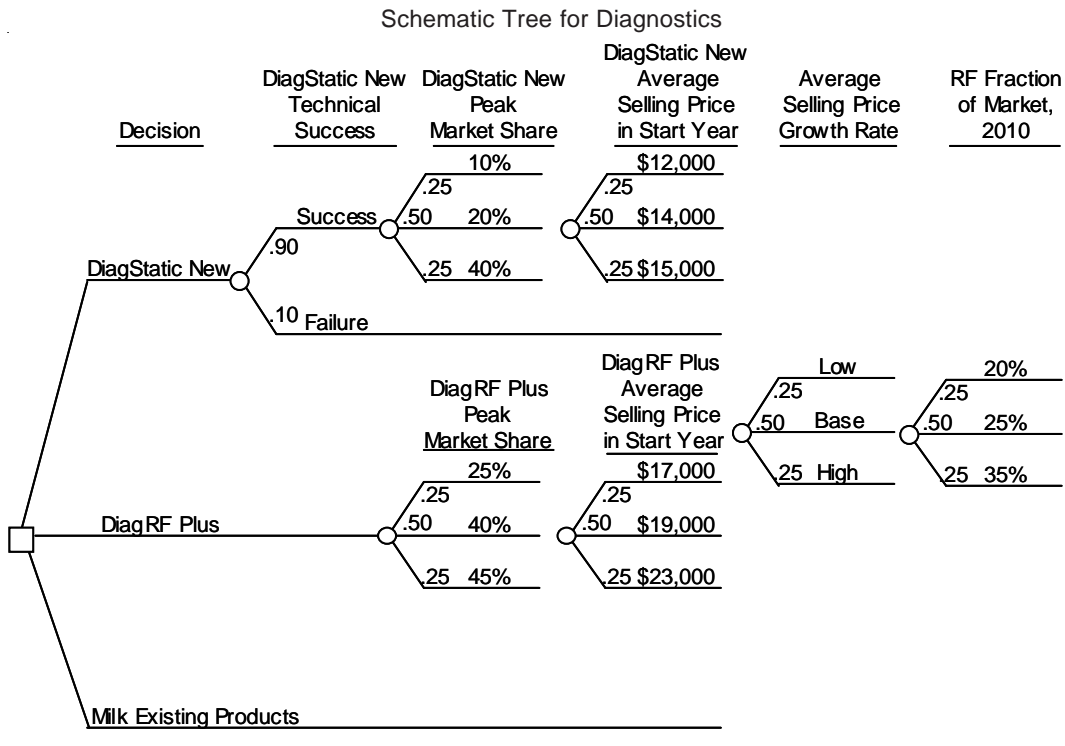 Schematic Tree for Diagnostics
DiagStatic New
Technical
Success
DiagStatic New
Peak
Market Share
DiagStatic New
Average
Selling Price
in Start Year
Average
Selling Price
Growth Rate
RF Fraction
of Market,
2010
Decision
10%
.25
.50 20%
.25 40%
$12,000
.25
.50 $14,000
.25 $15,000
Success
.90
DiagStatic New
.10 Failure
DiagRF Plus
Peak
Market Share
DiagRF Plus
Average
Selling Price
in Start Year
Low
.25
.50 Base
.25 High
20%
.25
.50 25%
.25 35%
25%
.25
.50 40%
.25 45%
$17,000
.25
.50 $19,000
.25 $23,000
DiagRF Plus
Milk Existing Products